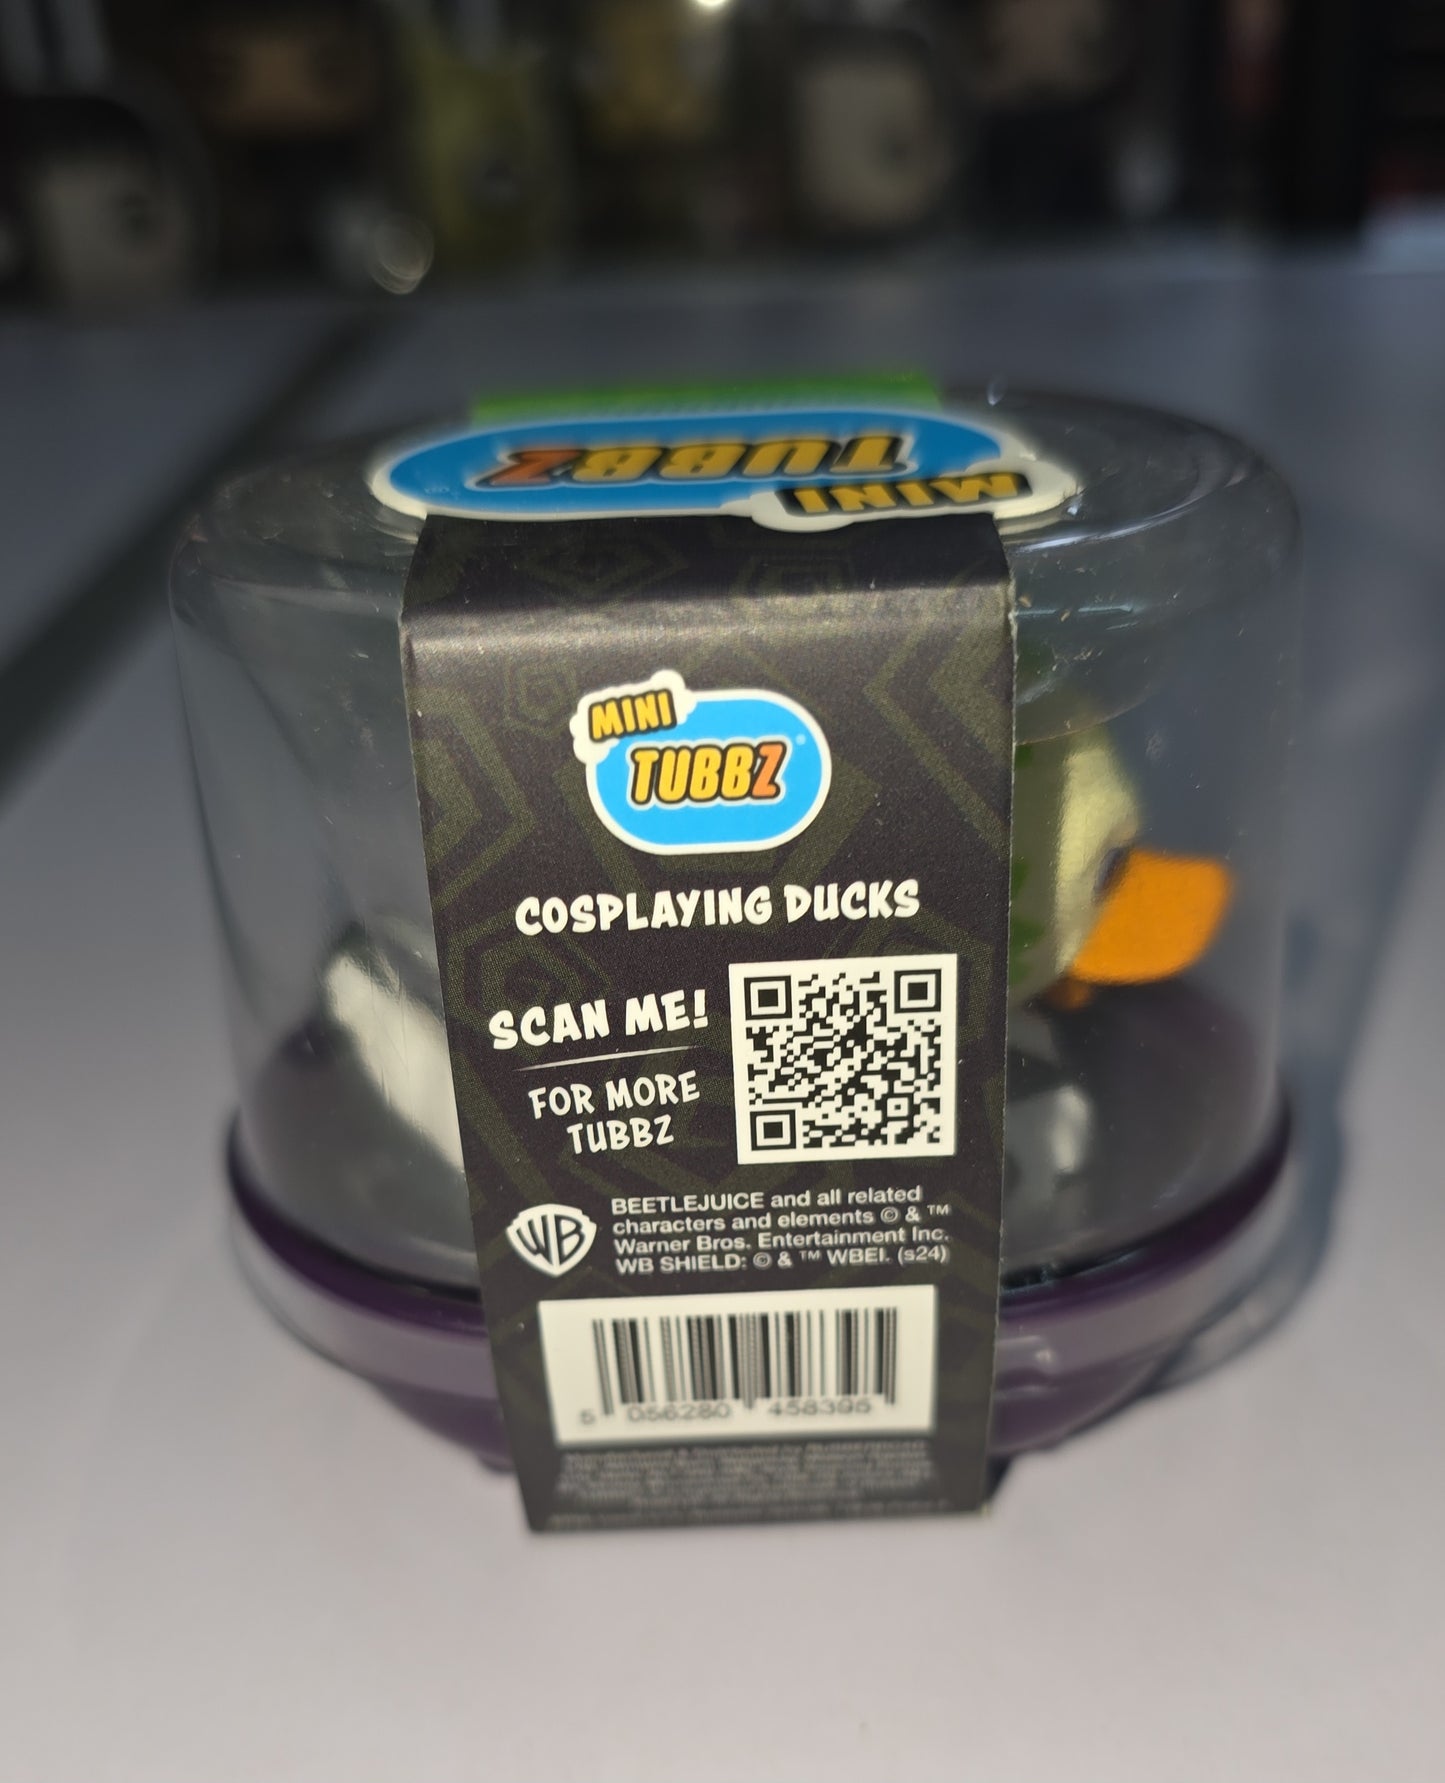 MINI
TUBBZ
MINI
TUBBZ
COSPLAYING DUCKS
SCAN ME!
FOR MORE
TUBBZ
WB
BEETLEJUICE and all related
characters and elements © & ™
Warner Bros. Entertainment Inc.
WB SHIELD: © & ™ WBEI. (s24)
5 056280 458395